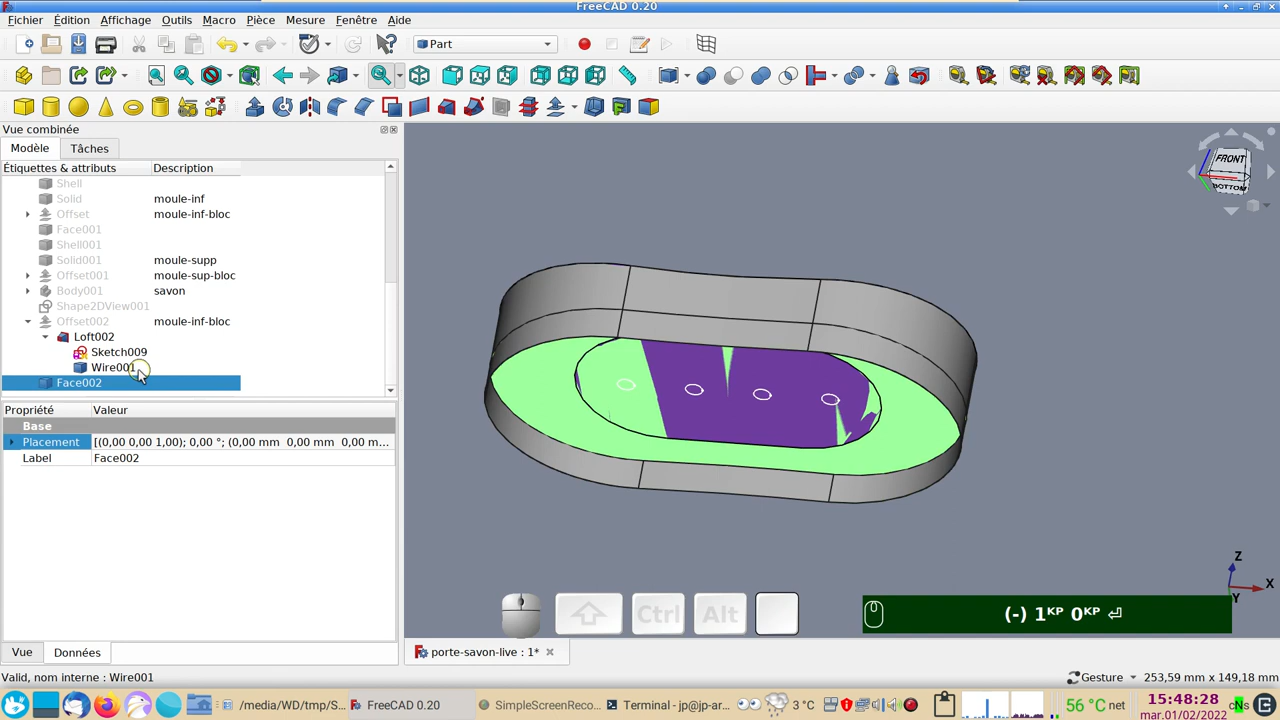 FreeCAD 0.20
Fichier Édition Affichage Outils Macro Pièce Mesure Fenêtre Aide
Part
Vue combinée
Modèle Tâches
Étiquettes & attributs Description
Shell
Solid moule-inf
Offset moule-inf-bloc
Face001
Shell001
Solid001 moule-supp
Offset001 moule-sup-bloc
Body001 savon
Shape2DView001
Offset002 moule-inf-bloc
Loft002
Sketch009
Wire001
Face002
Propriété Valeur
Base
Placement [(0,00 0,00 1,00); 0,00 °; (0,00 mm 0,00 mm 0,00 m...
Label Face002
FRONT
BOTTOM
Z
X
Y
Ctrl Alt
(-) 1ᴷᴾ 0ᴷᴾ ⏎
Vue Données
porte-savon-live : 1*
Valid, nom interne : Wire001
Gesture 253,59 mm x 149,18 mm
/media/WD/tmp/S... FreeCAD 0.20 SimpleScreenReco... Terminal - jp@jp-ar... 3 °C 56 °C net 15:48:28
mar.01/02/2022
cNs